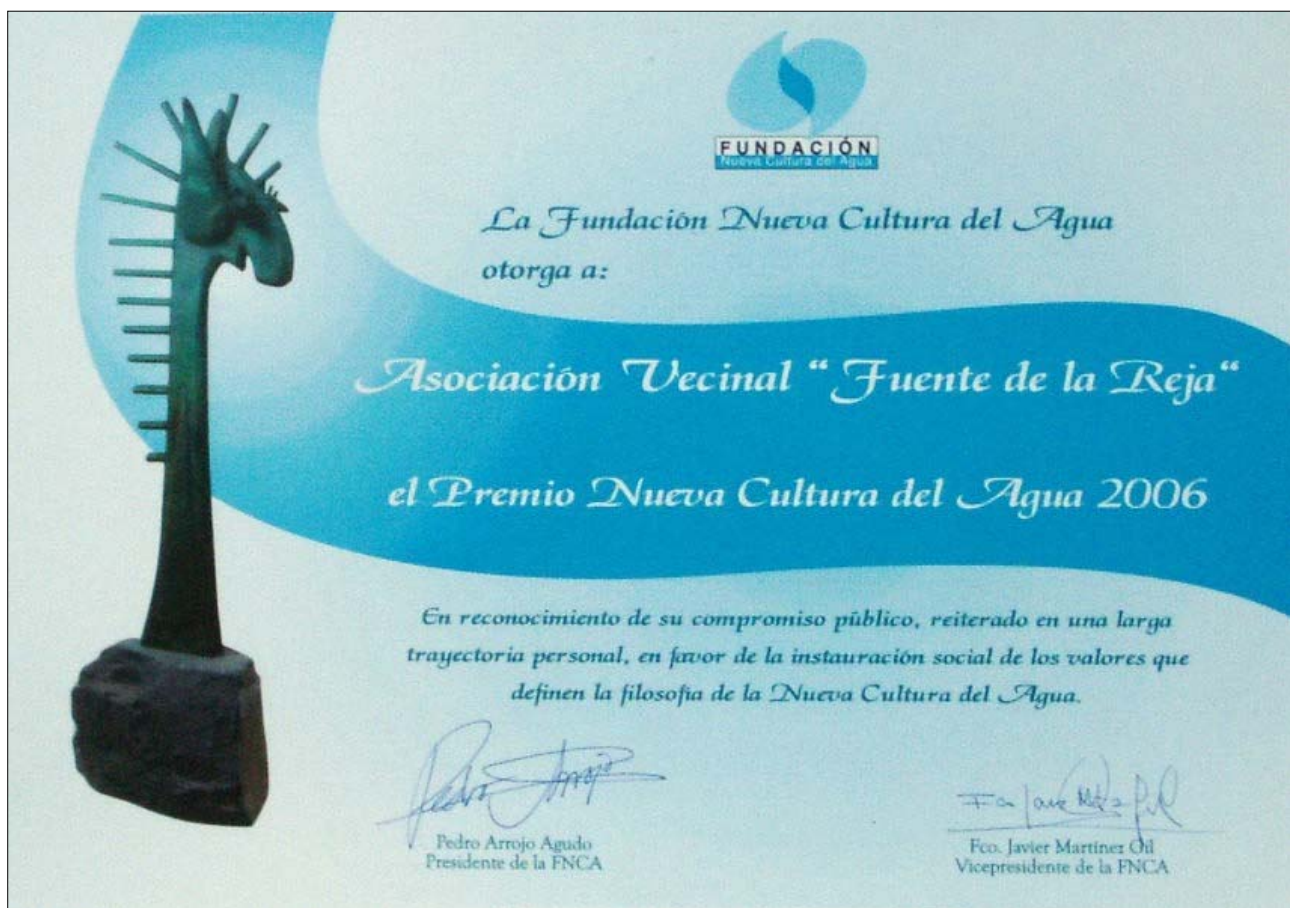 FUNDACIÓN
Nueva Cultura del Agua
La Fundación Nueva Cultura del Agua
otorga a:
Asociación Vecinal “Fuente de la Reja“
el Premio Nueva Cultura del Agua 2006
En reconocimiento de su compromiso público, reiterado en una larga
trayectoria personal, en favor de la instauración social de los valores que
definen la filosofia de la Nueva Cultura del Agua.
Pedro Arrojo
Pedro Arrojo Agudo
Presidente de la FNCA
Fco. Javier Martínez Gil
Vicepresidente de la FNCA